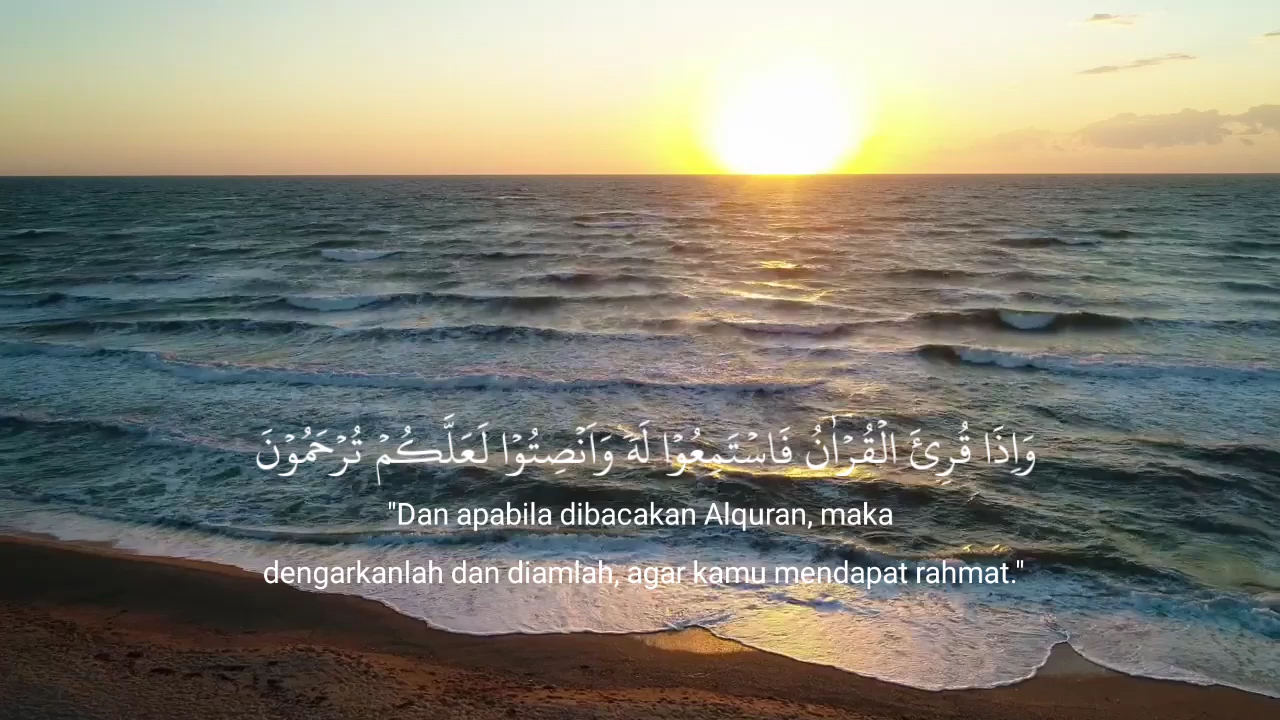 وَاِذَا قُرِئَ الْقُرْاٰنُ فَاسْتَمِعُوْا لَهٗ وَاَنْصِتُوْا لَعَلَّكُمْ تُرْحَمُوْنَ
"Dan apabila dibacakan Alquran, maka
dengarkanlah dan diamlah, agar kamu mendapat rahmat."